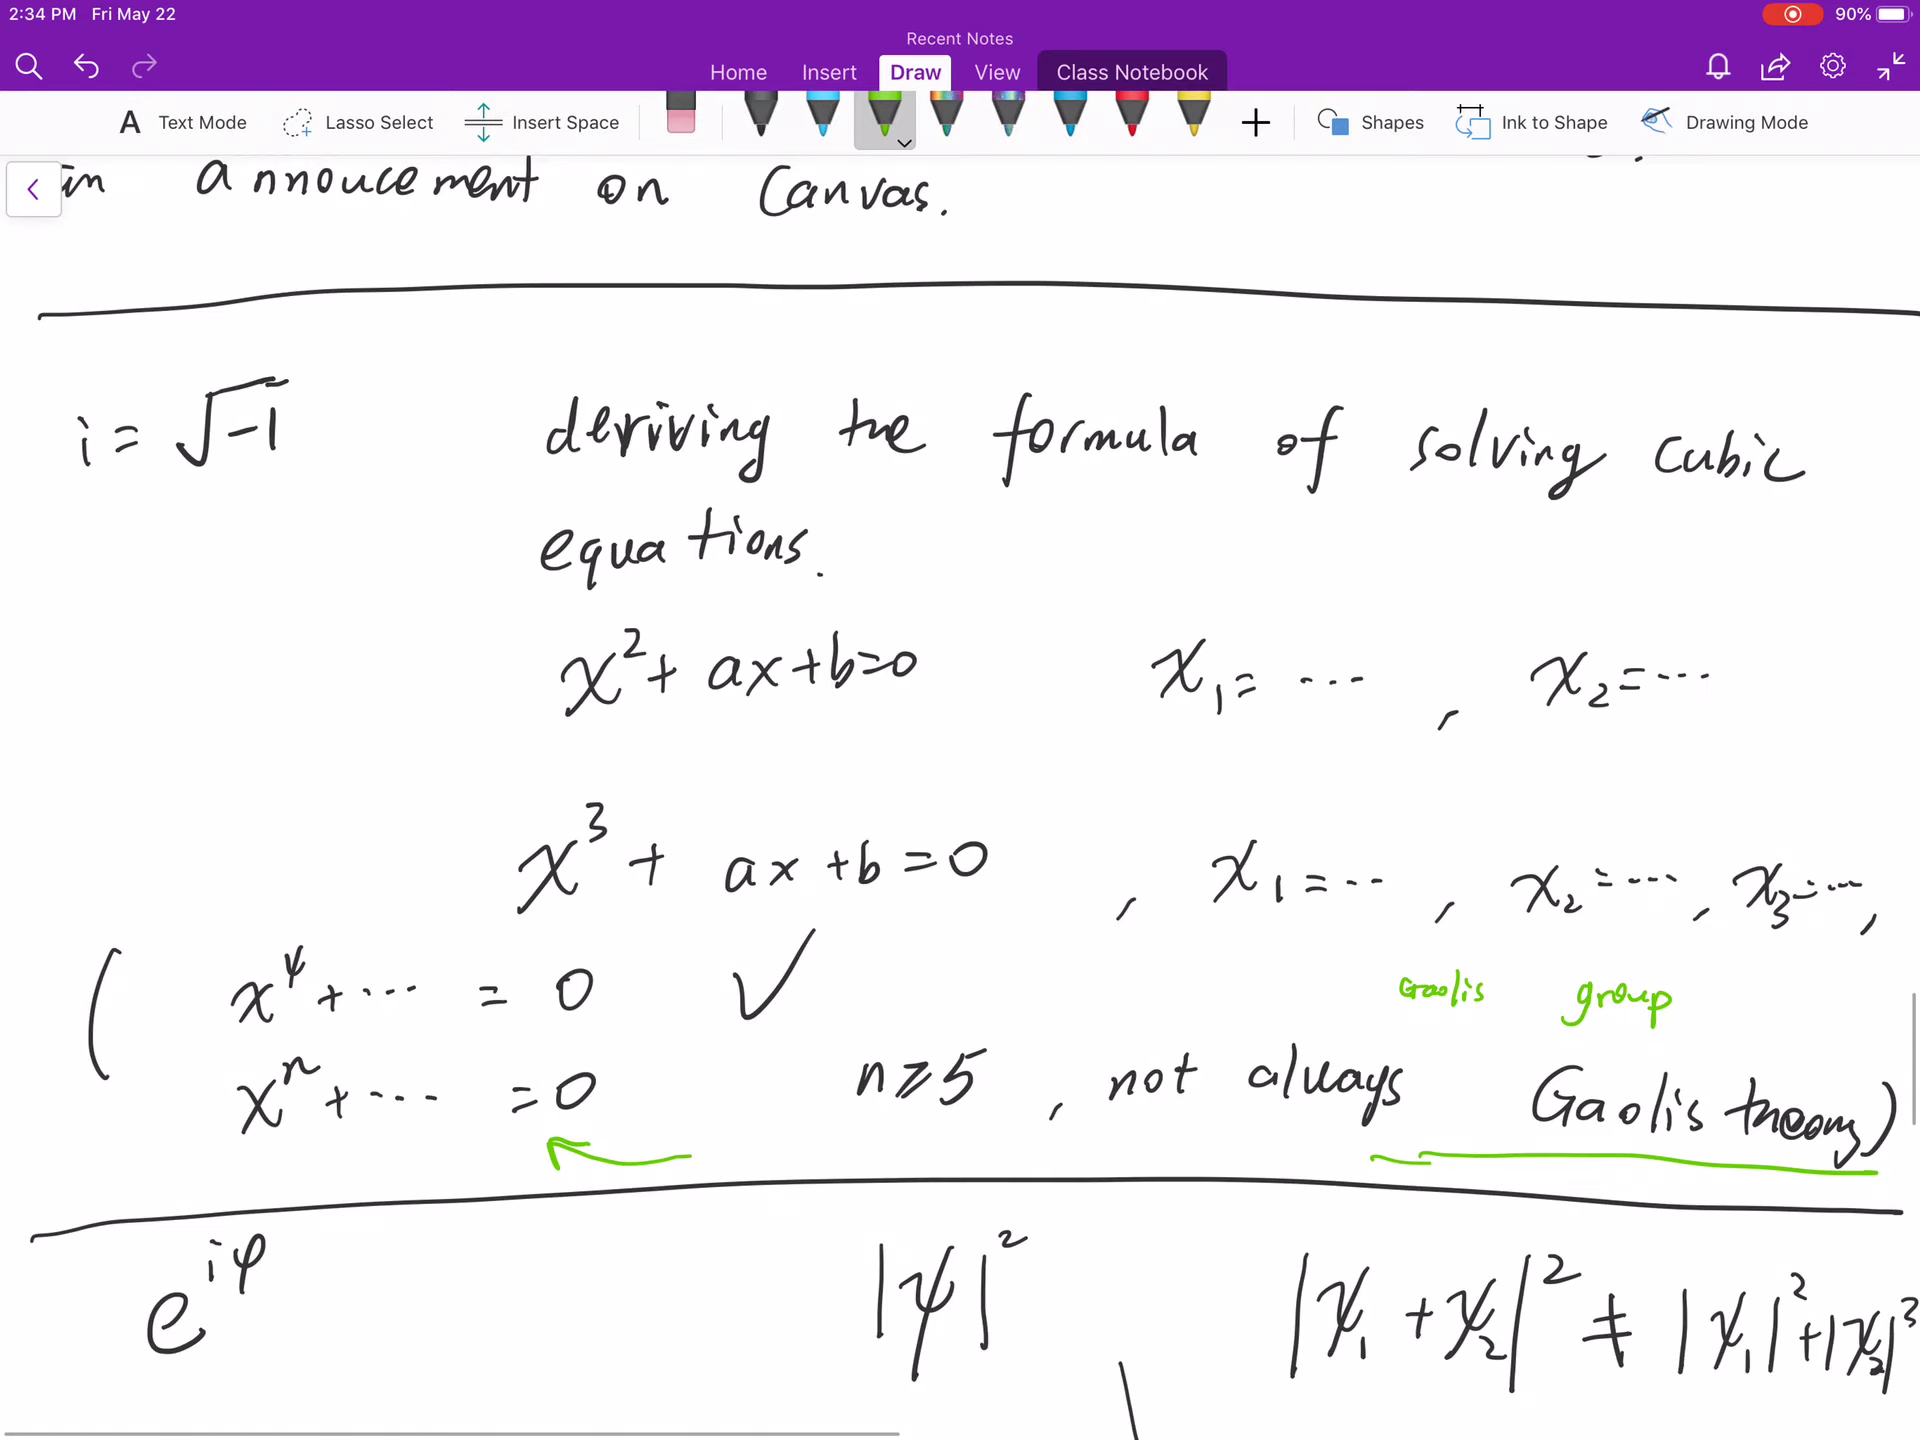 2:34 PM Fri May 22
90%
Recent Notes
Home Insert Draw View Class Notebook
A Text Mode Lasso Select Insert Space Shapes Ink to Shape Drawing Mode
in annoucement on Canvas.
i = √-1 deriving the formula of solving cubic
equations.
x² + ax + b = 0 x₁ = ... , x₂ = ...
x³ + ax + b = 0 , x₁ = ... , x₂ = ... , x₃ = ... ,
( x⁴ + ... = 0 ✓ Gaolis group
xⁿ + ... = 0 n ⩾ 5 , not always Gaolis theory )
e^{iφ} |ψ|² |ψ₁ + ψ₂|² ≠ |ψ₁|² + |ψ₂|³